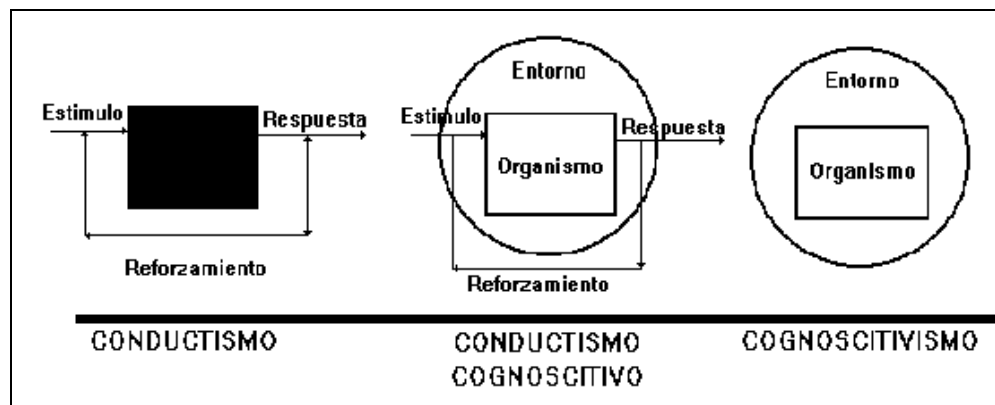 Estimulo
Respuesta
Reforzamiento
CONDUCTISMO
Entorno
Estimulo
Respuesta
Organismo
Reforzamiento
CONDUCTISMO
COGNOSCITIVO
Entorno
Organismo
COGNOSCITIVISMO